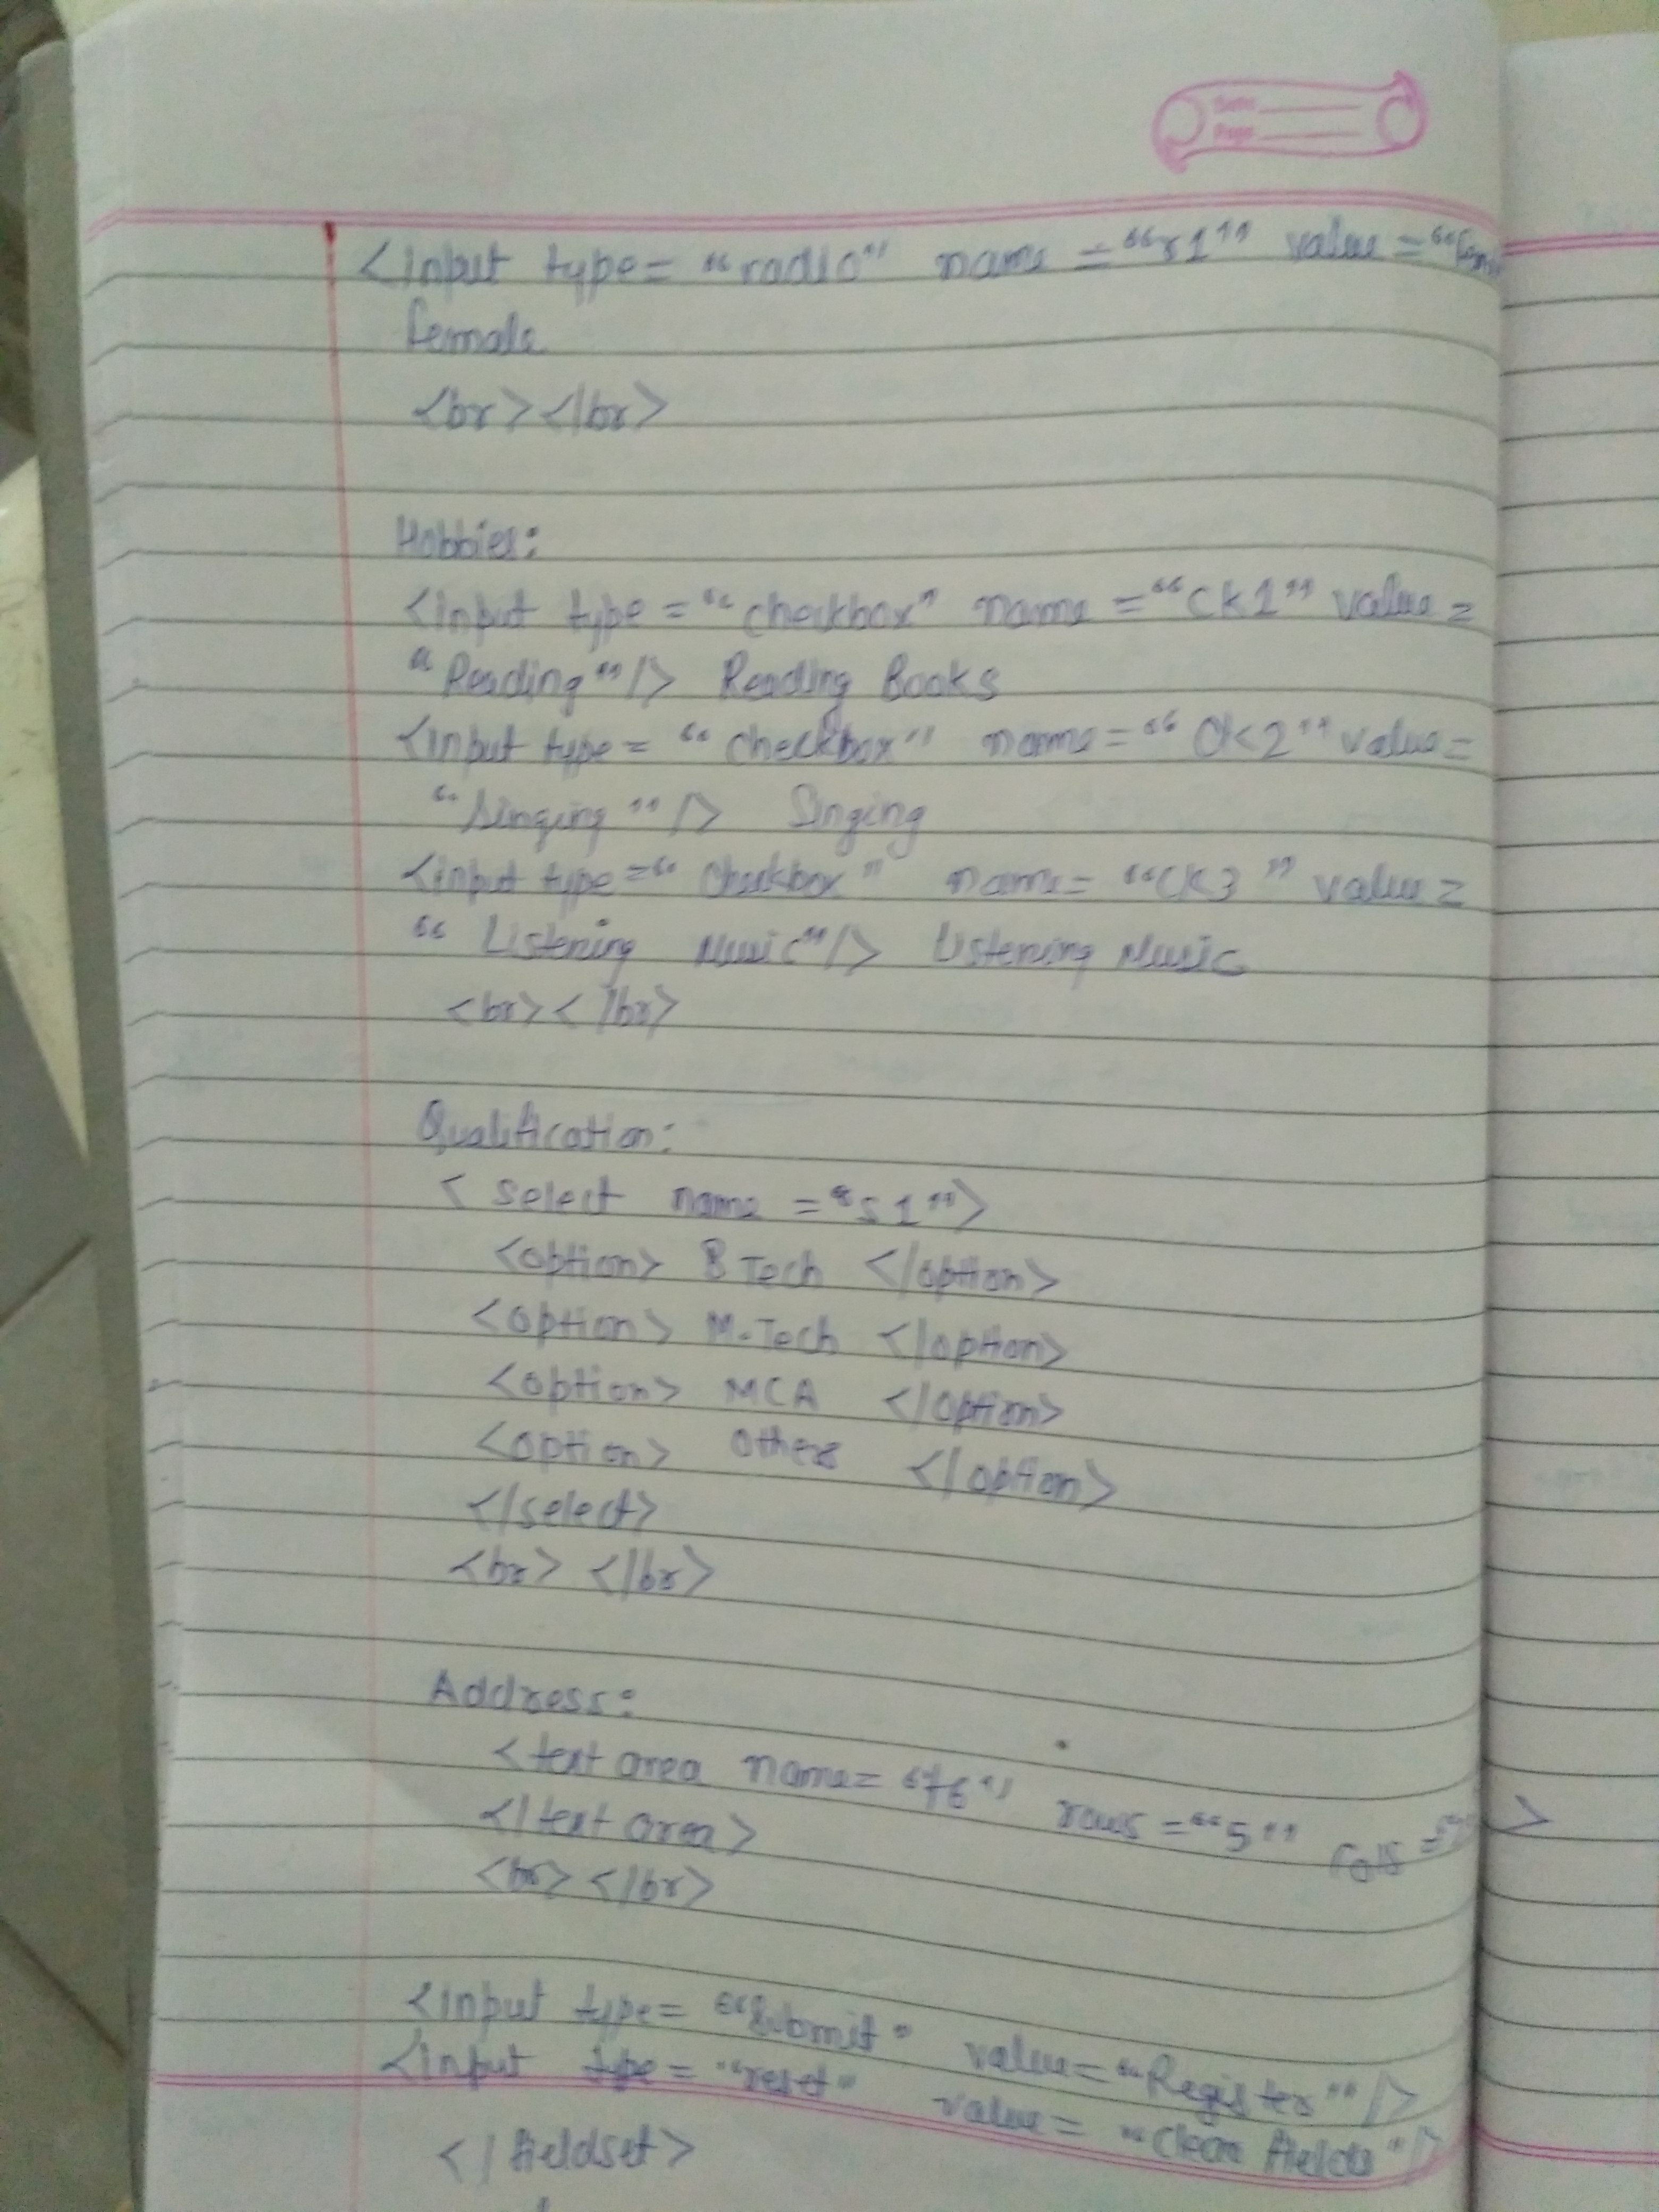 Date
Page
<input type= "radio" name = "r1" value =
female
<br></br>
Hobbies:
<input type = "checkbox" name = "Ck1" value =
"Reading"/> Reading Books
<input type = "checkbox" name= "Ck2" value=
"Singing"/> Singing
<input type = "checkbox" name= "Ck3" value=
"Listening Music"/> Listening Music
<br></br>
Qualification:
< select name = "s1">
<option> B Tech </option>
<option> M.Tech </option>
<option> MCA </option>
<option> Others </option>
</select>
<br> </br>
Address:
<text area name= "t6" rows = "5" cols = >
</text area>
<br></br>
<input type= "submit" value= "Register"/>
<input type = "reset" value= "Clear fields"/>
</fieldset>